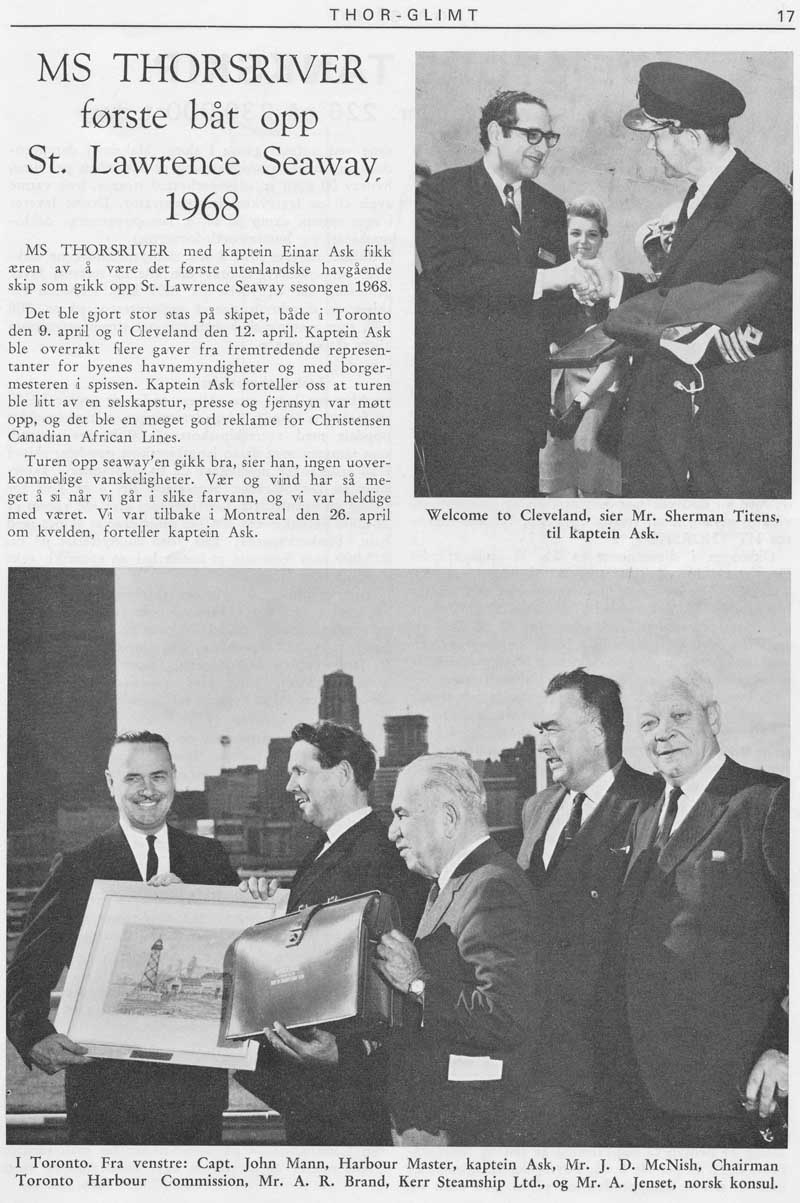 THOR-GLIMT 17
MS THORSRIVER
første båt opp
St. Lawrence Seaway
1968
MS THORSRIVER med kaptein Einar Ask fikk
æren av å være det første utenlandske havgående
skip som gikk opp St. Lawrence Seaway sesongen 1968.
Det ble gjort stor stas på skipet, både i Toronto
den 9. april og i Cleveland den 12. april. Kaptein Ask
ble overrakt flere gaver fra fremtredende represen-
tanter for byenes havnemyndigheter og med borger-
mesteren i spissen. Kaptein Ask forteller oss at turen
ble litt av en selskapstur, presse og fjernsyn var møtt
opp, og det ble en meget god reklame for Christensen
Canadian African Lines.
Turen opp seaway'en gikk bra, sier han, ingen uover-
kommelige vanskeligheter. Vær og vind har så me-
get å si når vi går i slike farvann, og vi var heldige
med været. Vi var tilbake i Montreal den 26. april
om kvelden, forteller kaptein Ask.
Welcome to Cleveland, sier Mr. Sherman Titens,
til kaptein Ask.
I Toronto. Fra venstre: Capt. John Mann, Harbour Master, kaptein Ask, Mr. J. D. McNish, Chairman
Toronto Harbour Commission, Mr. A. R. Brand, Kerr Steamship Ltd., og Mr. A. Jenset, norsk konsul.